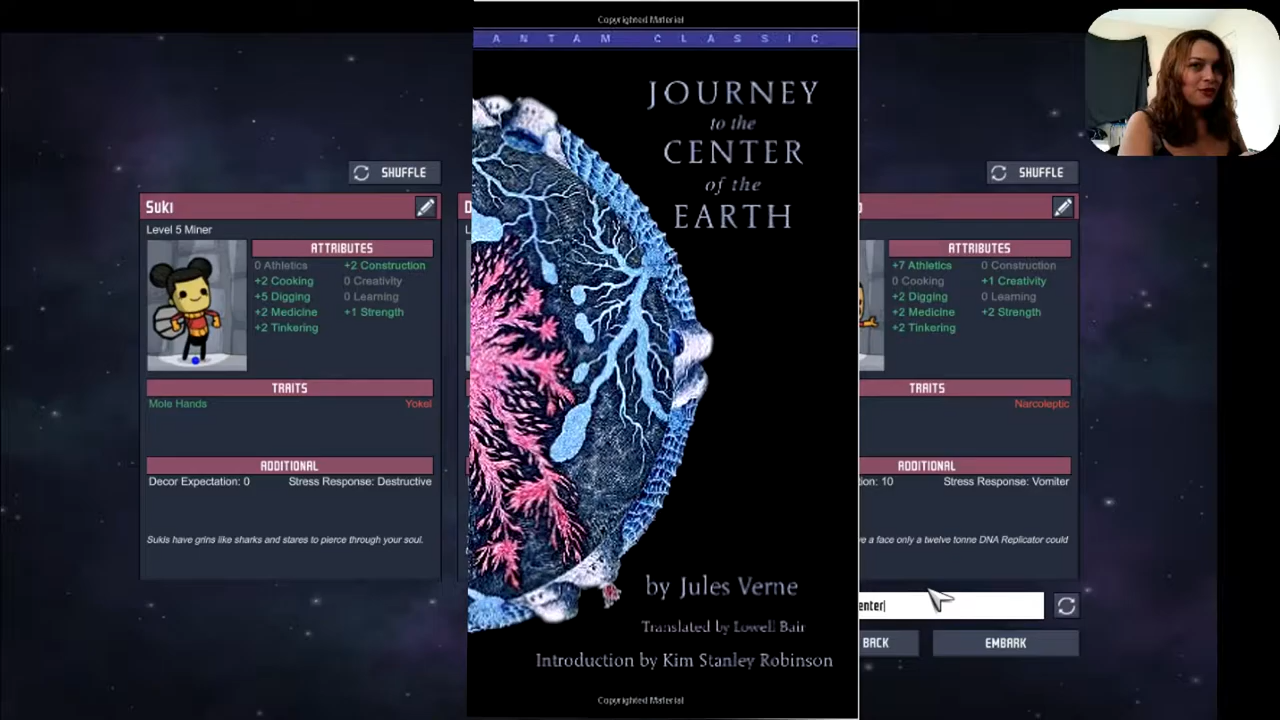 Copyrighted Material
ANTAM CLASSIC
JOURNEY
to the
CENTER
of the
EARTH
by Jules Verne
Translated by Lowell Bair
Introduction by Kim Stanley Robinson
Copyrighted Material
SHUFFLE
Suki
Level 5 Miner
ATTRIBUTES
0 Athletics +2 Construction
+2 Cooking 0 Creativity
+5 Digging 0 Learning
+2 Medicine +1 Strength
+2 Tinkering
TRAITS
Mole Hands Yokel
ADDITIONAL
Decor Expectation: 0 Stress Response: Destructive
Sukis have grins like sharks and stares to pierce through your soul.
SHUFFLE
ATTRIBUTES
+7 Athletics 0 Construction
0 Cooking +1 Creativity
+2 Digging 0 Learning
+2 Medicine +2 Strength
+2 Tinkering
TRAITS
Narcoleptic
ADDITIONAL
tion: 10 Stress Response: Vomiter
e a face only a twelve tonne DNA Replicator could
enter
BACK EMBARK